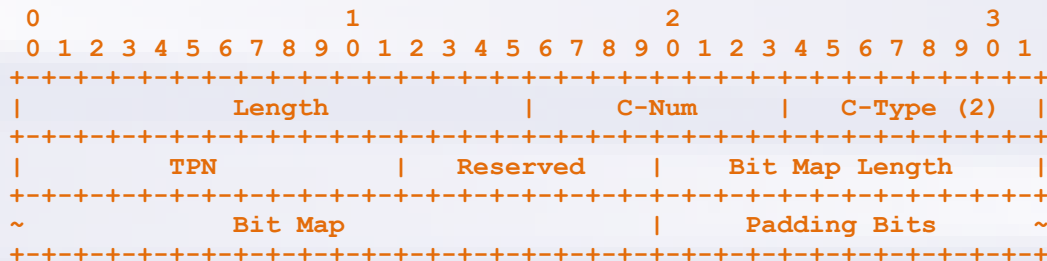 0                   1                   2                   3
0 1 2 3 4 5 6 7 8 9 0 1 2 3 4 5 6 7 8 9 0 1 2 3 4 5 6 7 8 9 0 1
+-+-+-+-+-+-+-+-+-+-+-+-+-+-+-+-+-+-+-+-+-+-+-+-+-+-+-+-+-+-+-+-+
| Length | C-Num | C-Type (2) |
+-+-+-+-+-+-+-+-+-+-+-+-+-+-+-+-+-+-+-+-+-+-+-+-+-+-+-+-+-+-+-+-+
| TPN | Reserved | Bit Map Length |
+-+-+-+-+-+-+-+-+-+-+-+-+-+-+-+-+-+-+-+-+-+-+-+-+-+-+-+-+-+-+-+-+
~ Bit Map | Padding Bits ~
+-+-+-+-+-+-+-+-+-+-+-+-+-+-+-+-+-+-+-+-+-+-+-+-+-+-+-+-+-+-+-+-+